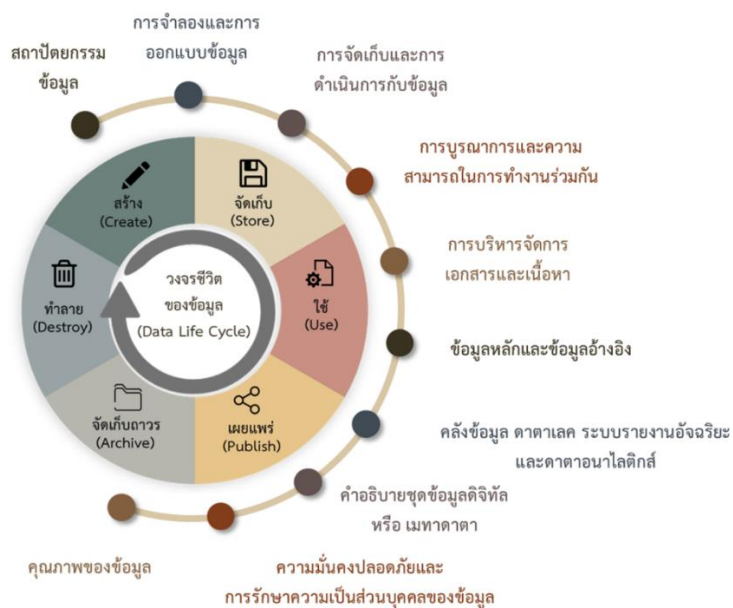 สถาปัตยกรรม
ข้อมูล
การจำลองและการ
ออกแบบข้อมูล
การจัดเก็บและการ
ดำเนินการกับข้อมูล
การบูรณาการและความ
สามารถในการทำงานร่วมกัน
การบริหารจัดการ
เอกสารและเนื้อหา
ข้อมูลหลักและข้อมูลอ้างอิง
คลังข้อมูล ดาตาเลค ระบบรายงานอัจฉริยะ
และดาตาอนาไลติกส์
คำอธิบายชุดข้อมูลดิจิทัล
หรือ เมทาดาตา
ความมั่นคงปลอดภัยและ
การรักษาความเป็นส่วนบุคคลของข้อมูล
คุณภาพของข้อมูล
สร้าง
(Create)
จัดเก็บ
(Store)
ใช้
(Use)
เผยแพร่
(Publish)
จัดเก็บถาวร
(Archive)
ทำลาย
(Destroy)
วงจรชีวิต
ของข้อมูล
(Data Life Cycle)